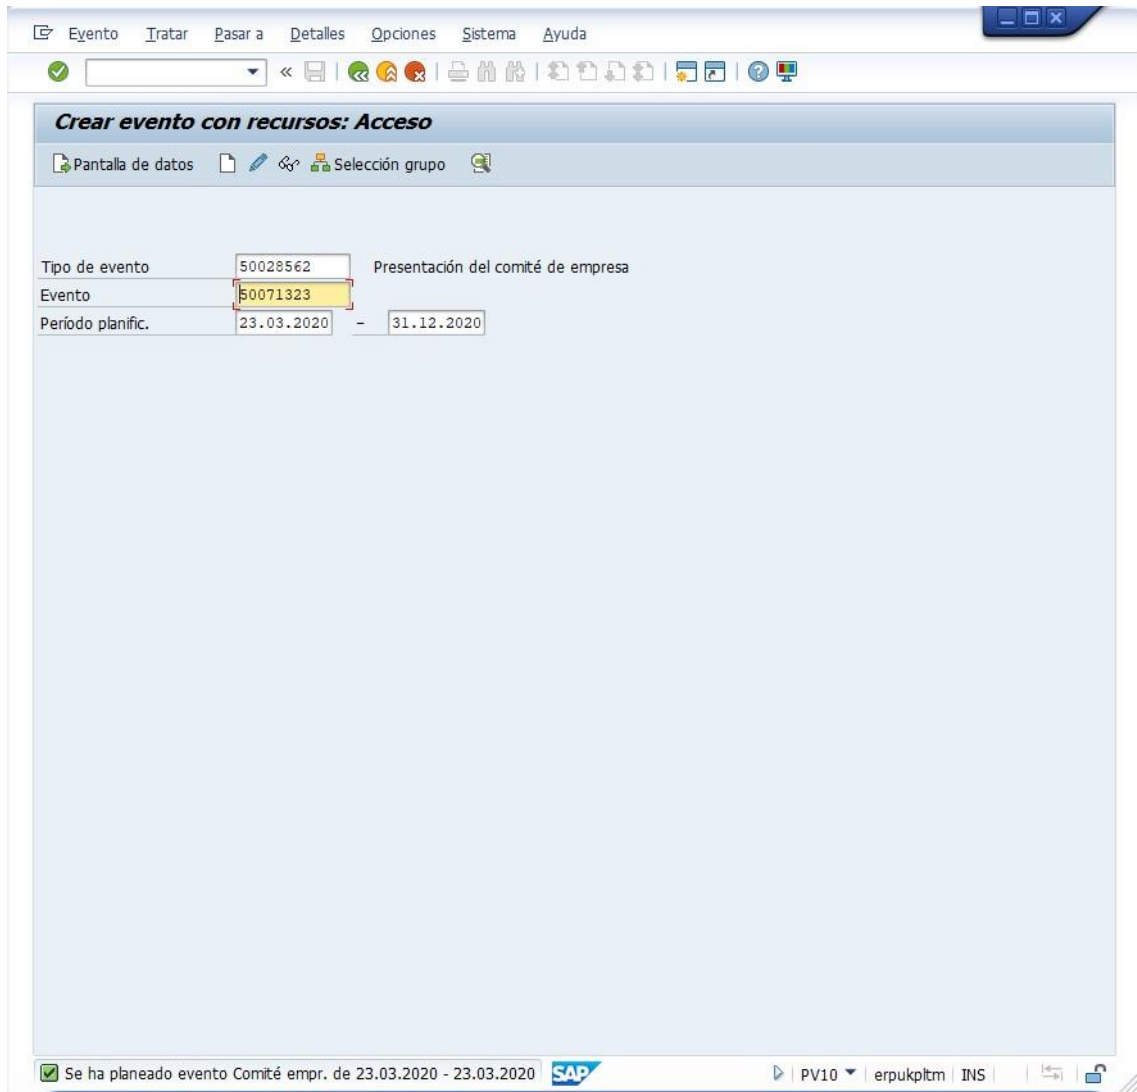 Evento Tratar Pasar a Detalles Opciones Sistema Ayuda
Crear evento con recursos: Acceso
Pantalla de datos Selección grupo
Tipo de evento 50028562 Presentación del comité de empresa
Evento 50071323
Período planific. 23.03.2020 - 31.12.2020
Se ha planeado evento Comité empr. de 23.03.2020 - 23.03.2020 SAP PV10 erpukpltm INS